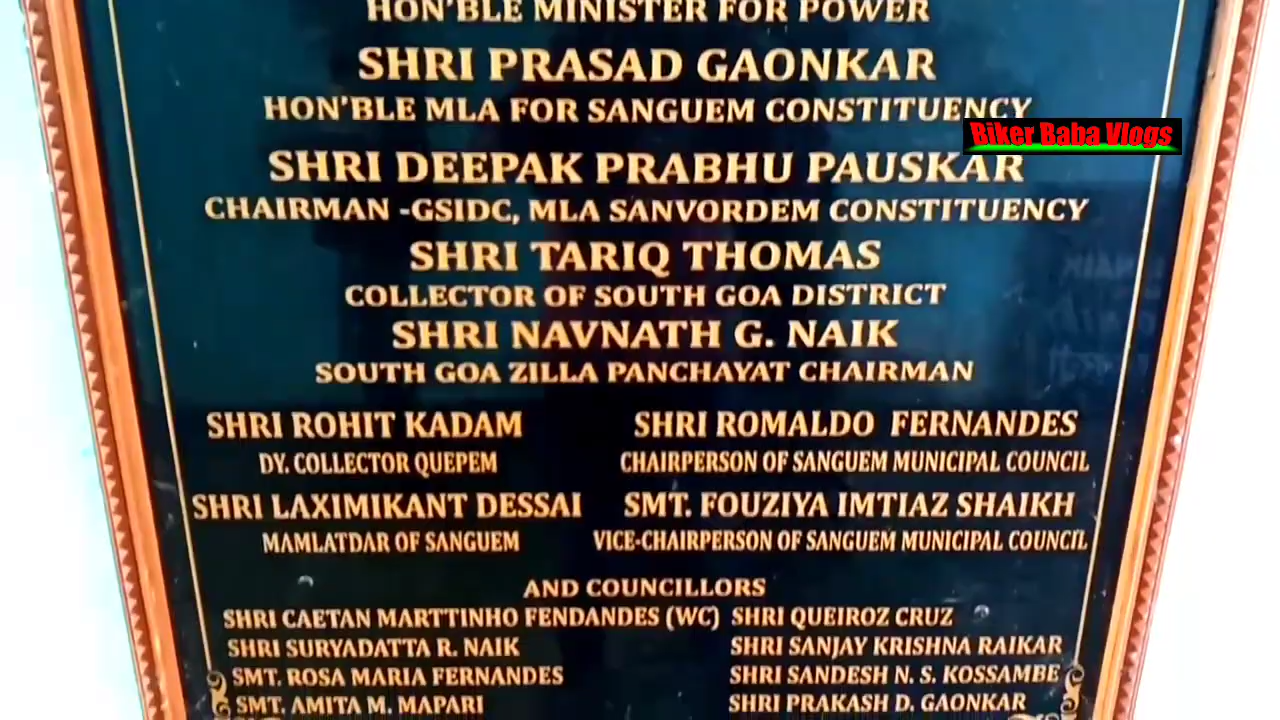 HON'BLE MINISTER FOR POWER
SHRI PRASAD GAONKAR
HON'BLE MLA FOR SANGUEM CONSTITUENCY
Biker Baba Vlogs
SHRI DEEPAK PRABHU PAUSKAR
CHAIRMAN -GSIDC, MLA SANVORDEM CONSTITUENCY
SHRI TARIQ THOMAS
COLLECTOR OF SOUTH GOA DISTRICT
SHRI NAVNATH G. NAIK
SOUTH GOA ZILLA PANCHAYAT CHAIRMAN
SHRI ROHIT KADAM SHRI ROMALDO FERNANDES
DY. COLLECTOR QUEPEM CHAIRPERSON OF SANGUEM MUNICIPAL COUNCIL
SHRI LAXIMIKANT DESSAI SMT. FOUZIYA IMTIAZ SHAIKH
MAMLATDAR OF SANGUEM VICE-CHAIRPERSON OF SANGUEM MUNICIPAL COUNCIL
AND COUNCILLORS
SHRI CAETAN MARTTINHO FENDANDES (WC) SHRI QUEIROZ CRUZ
SHRI SURYADATTA R. NAIK SHRI SANJAY KRISHNA RAIKAR
SMT. ROSA MARIA FERNANDES SHRI SANDESH N. S. KOSSAMBE
SMT. AMITA M. MAPARI SHRI PRAKASH D. GAONKAR